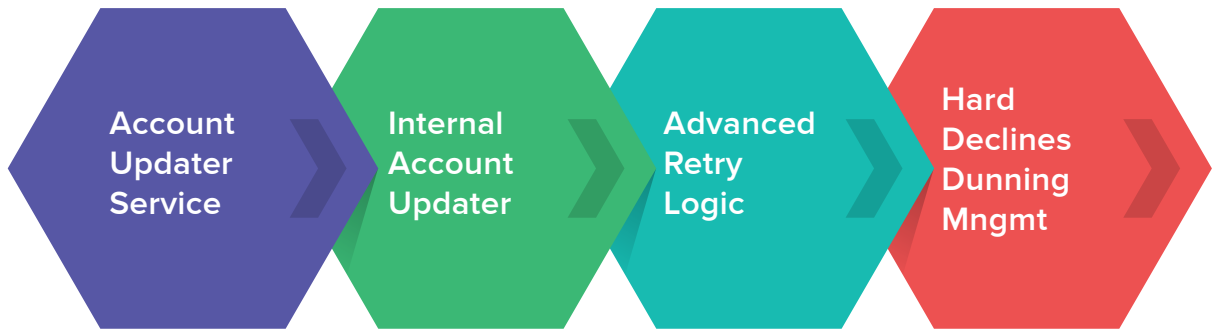 Account
Updater
Service
Internal
Account
Updater
Advanced
Retry
Logic
Hard
Declines
Dunning
Mngmt